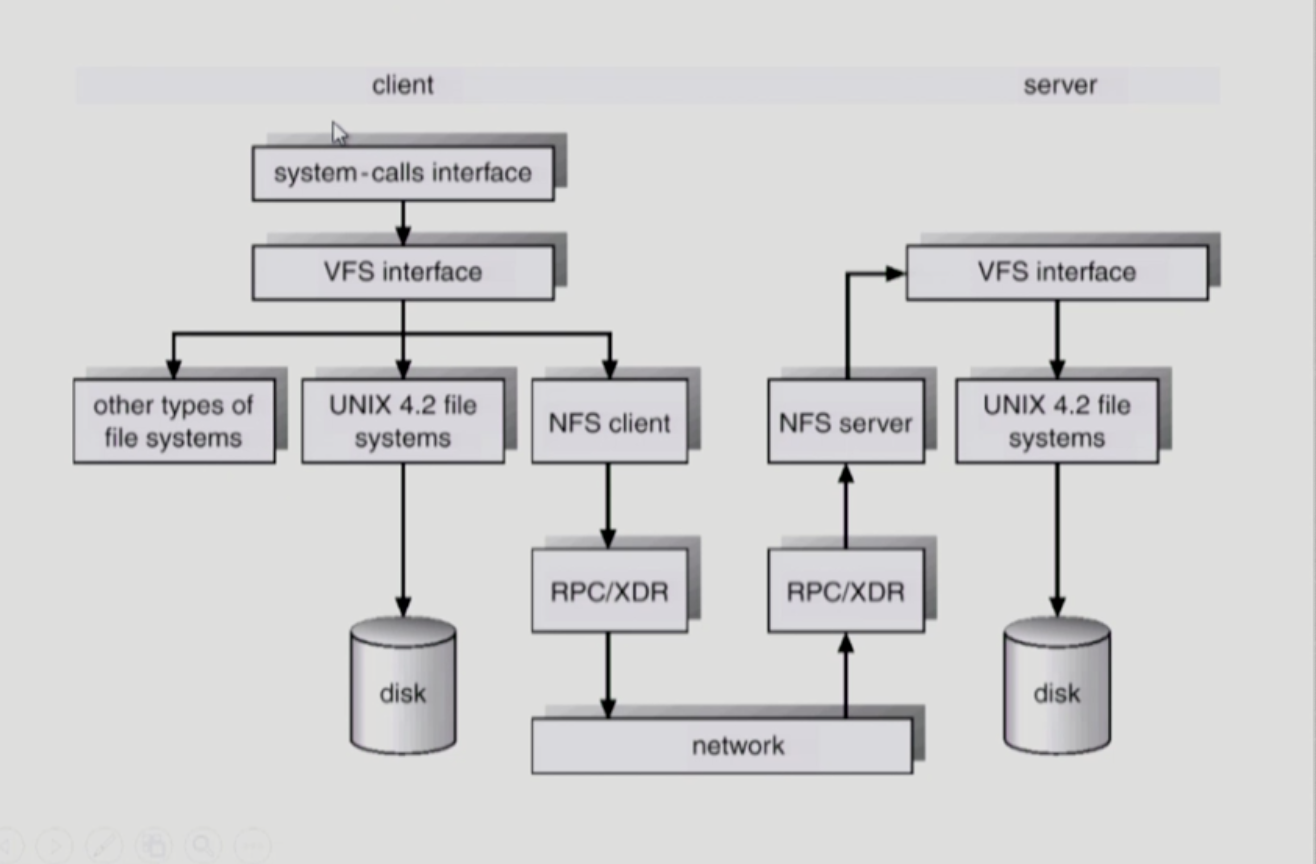 client
server
system-calls interface
VFS interface
VFS interface
other types of
file systems
UNIX 4.2 file
systems
NFS client
NFS server
UNIX 4.2 file
systems
RPC/XDR
RPC/XDR
disk
disk
network